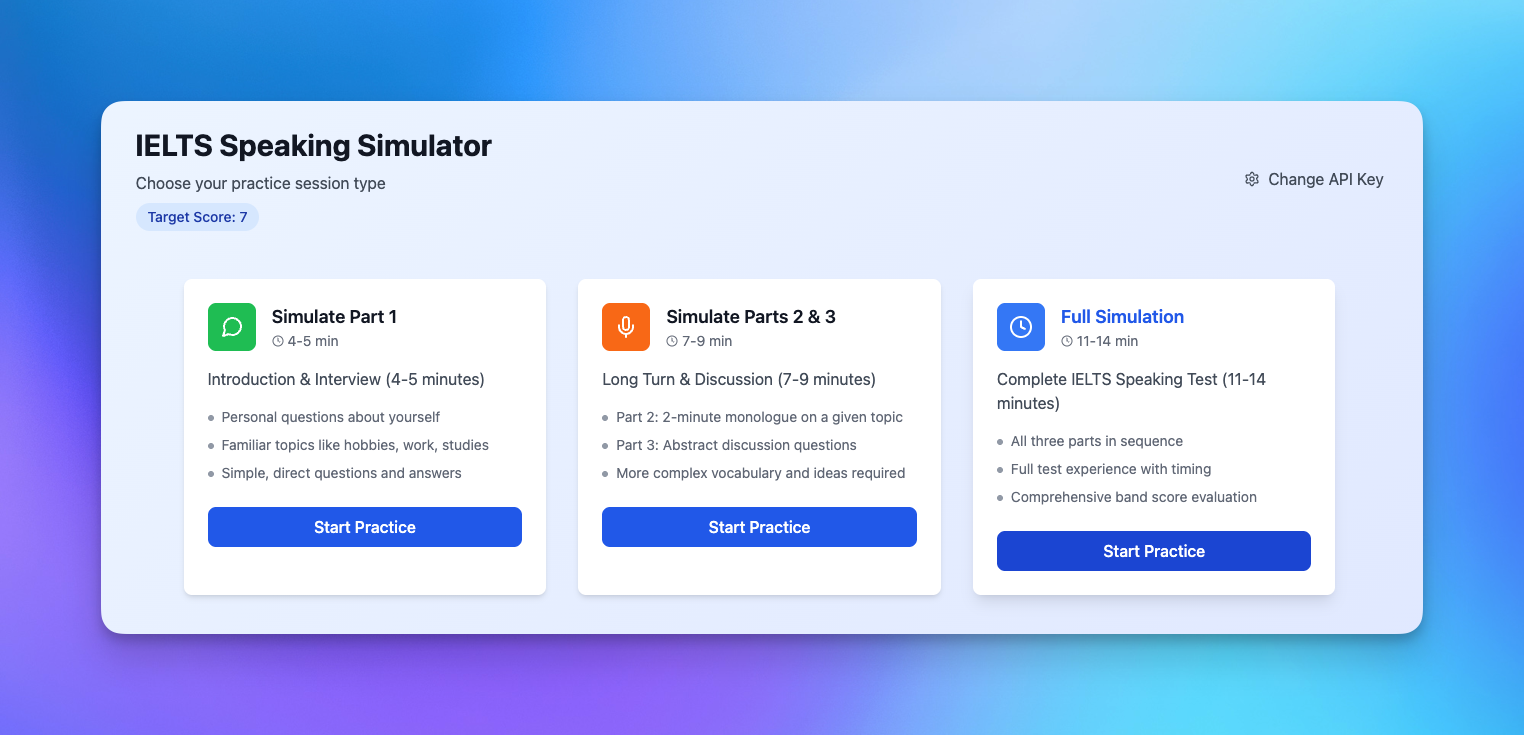 IELTS Speaking Simulator
Choose your practice session type
Change API Key
Target Score: 7
Simulate Part 1
4-5 min
Introduction & Interview (4-5 minutes)
Personal questions about yourself
Familiar topics like hobbies, work, studies
Simple, direct questions and answers
Start Practice
Simulate Parts 2 & 3
7-9 min
Long Turn & Discussion (7-9 minutes)
Part 2: 2-minute monologue on a given topic
Part 3: Abstract discussion questions
More complex vocabulary and ideas required
Start Practice
Full Simulation
11-14 min
Complete IELTS Speaking Test (11-14
minutes)
All three parts in sequence
Full test experience with timing
Comprehensive band score evaluation
Start Practice